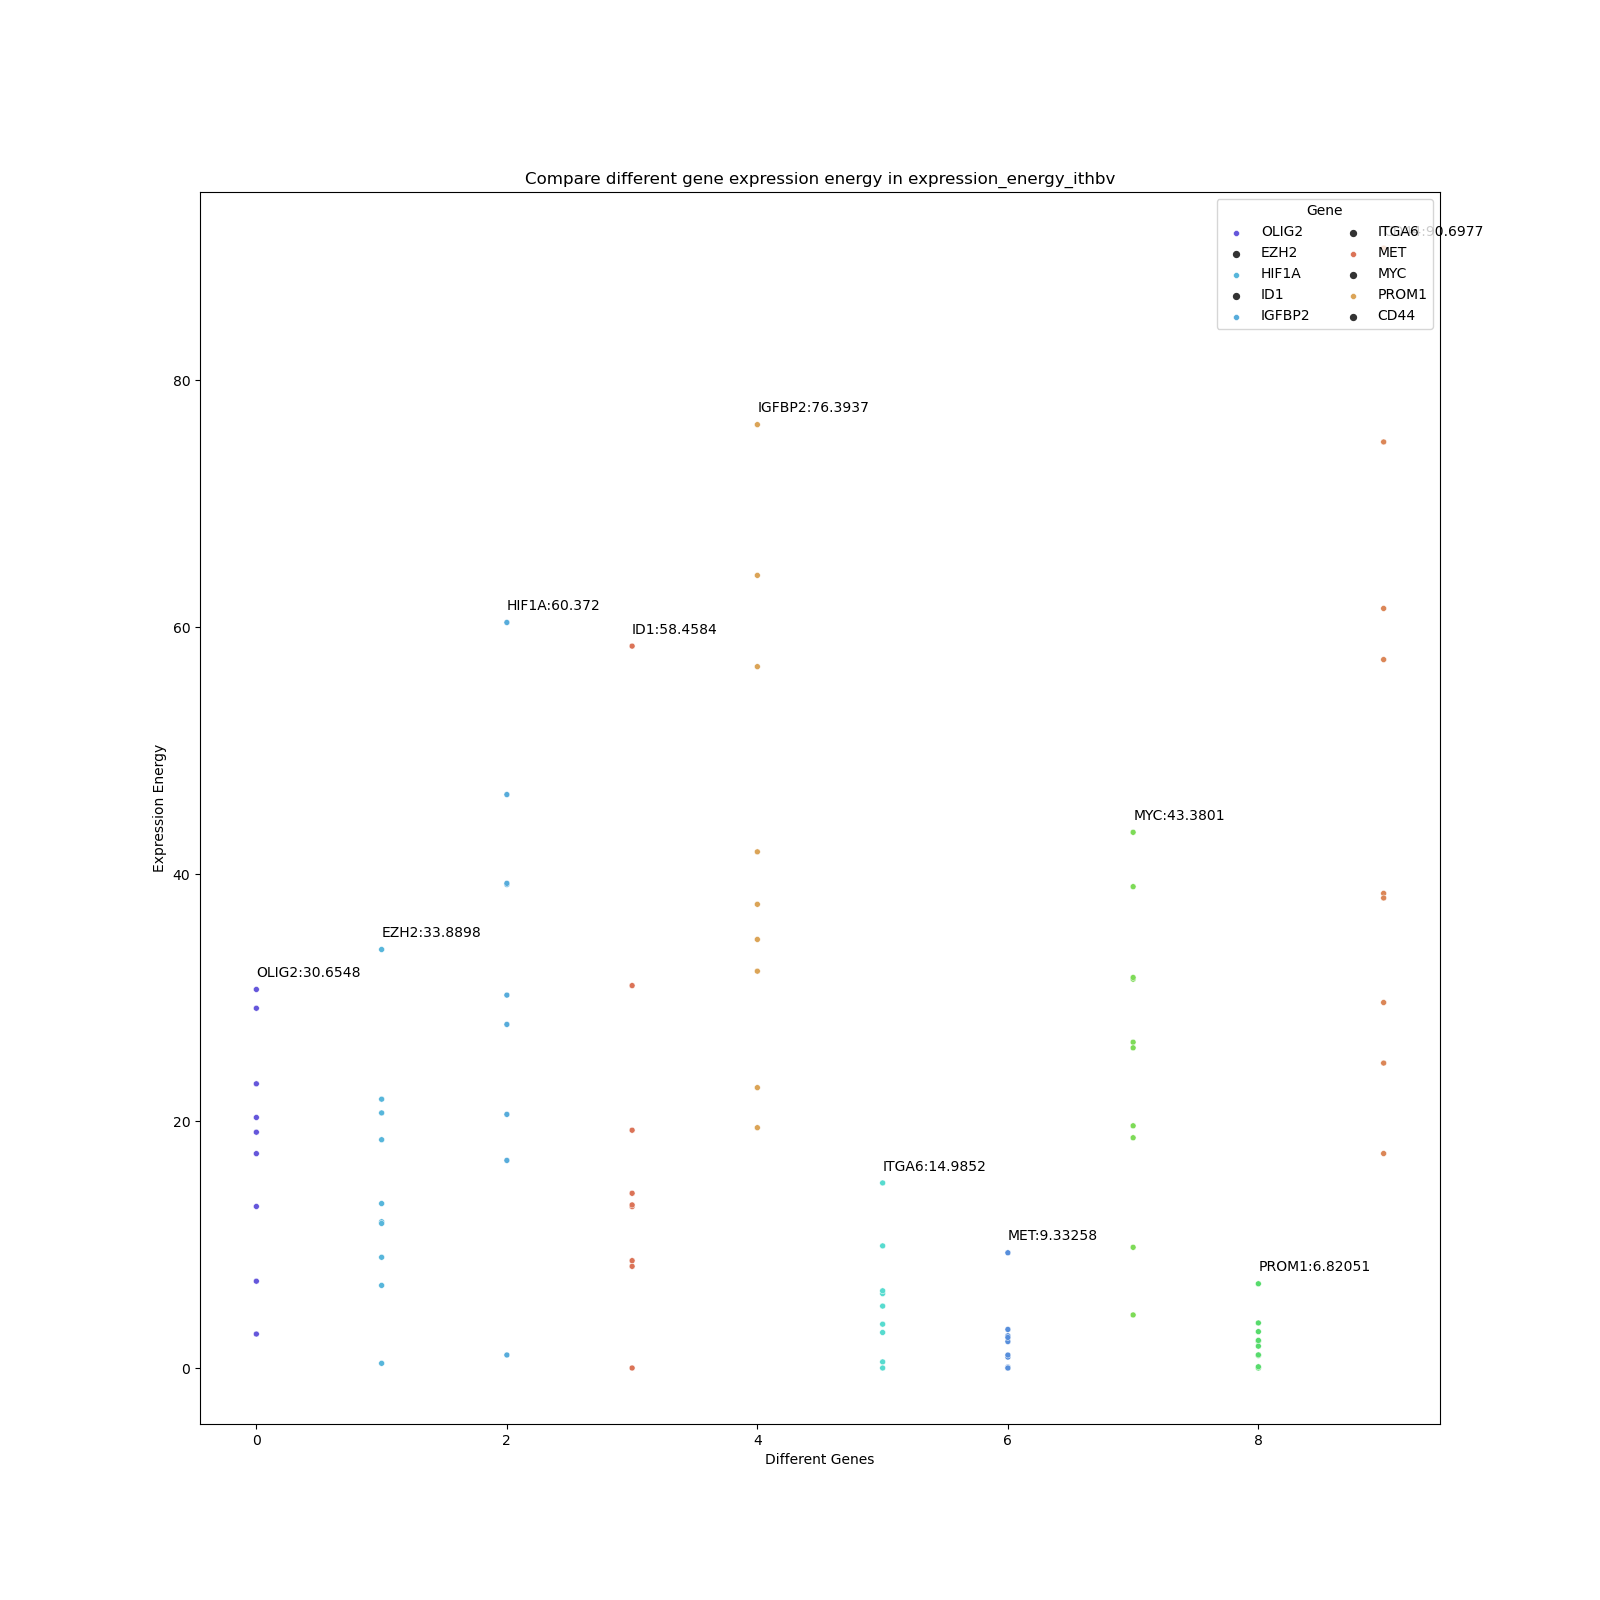 Compare different gene expression energy in expression_energy_ithbv
Gene
OLIG2
EZH2
HIF1A
ID1
IGFBP2
ITGA6
MET
MYC
PROM1
CD44
:90.6977
IGFBP2:76.3937
HIF1A:60.372
ID1:58.4584
MYC:43.3801
EZH2:33.8898
OLIG2:30.6548
ITGA6:14.9852
MET:9.33258
PROM1:6.82051
80
60
40
20
0
Expression Energy
0 2 4 6 8
Different Genes